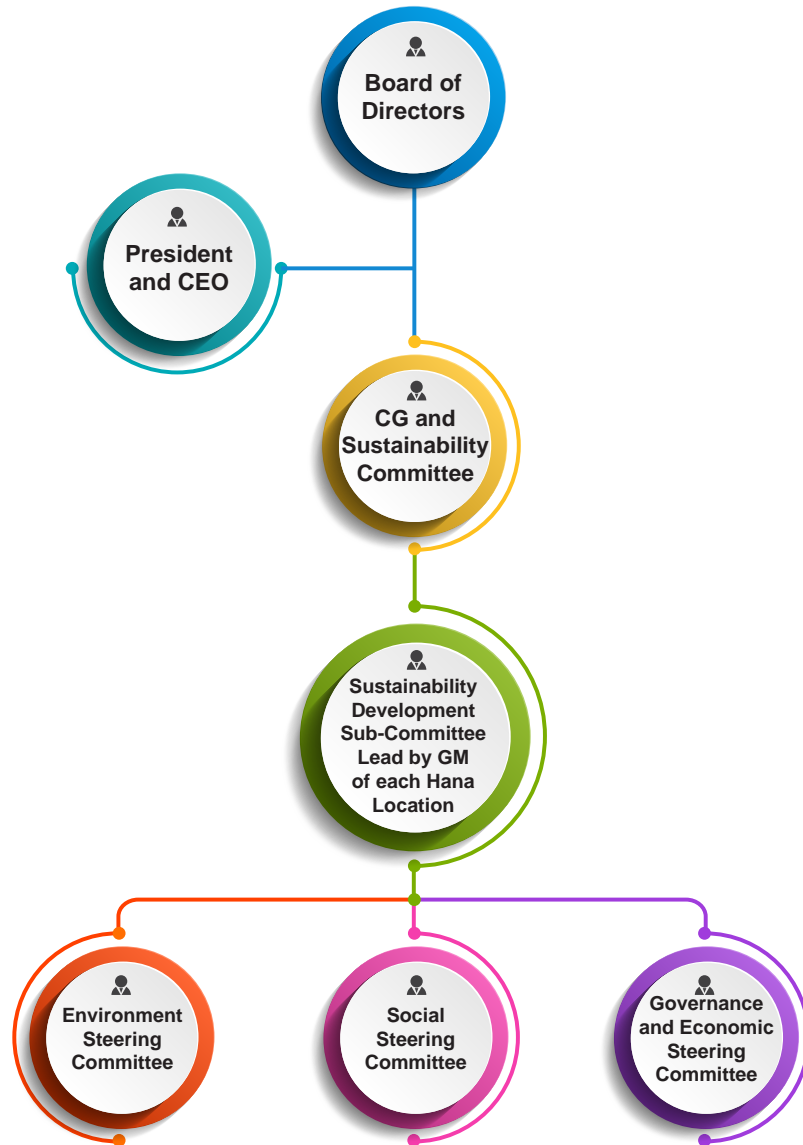 Board of
Directors
President
and CEO
CG and
Sustainability
Committee
Sustainability
Development
Sub-Committee
Lead by GM
of each Hana
Location
Environment
Steering
Committee
Social
Steering
Committee
Governance
and Economic
Steering
Committee